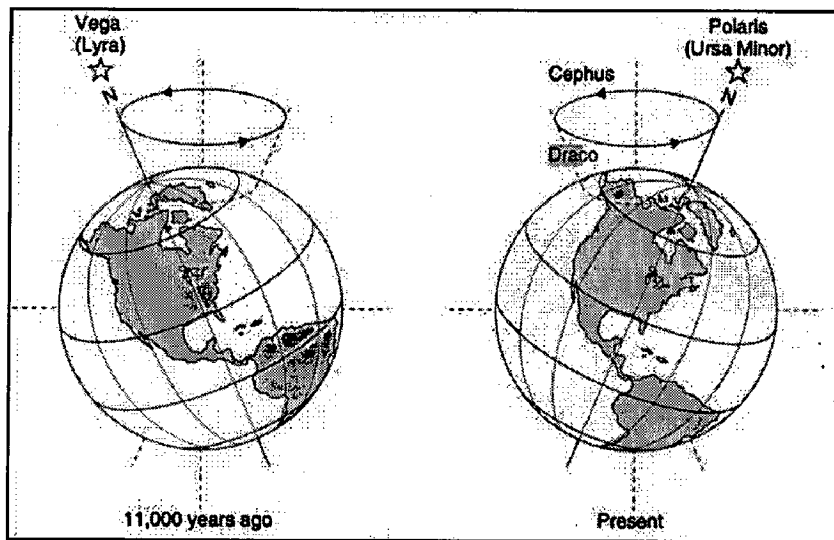 Vega
(Lyra)
N
11,000 years ago
Polaris
(Ursa Minor)
N
Cephus
Draco
Present